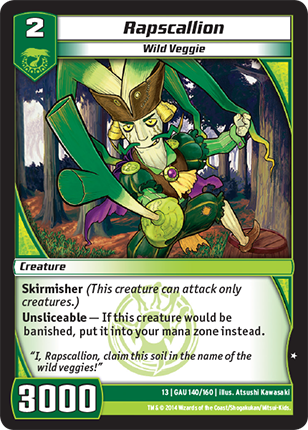 2
Rapscallion
Wild Veggie
Creature
Skirmisher (This creature can attack only
creatures.)
Unsliceable — If this creature would be
banished, put it into your mana zone instead.
"I, Rapscallion, claim this soil in the name of the
wild veggies!"
3000
13 | GAU 140/160 | Illus. Atsushi Kawasaki
TM & © 2014 Wizards of the Coast/Shogakukan/Mitsui-Kids.